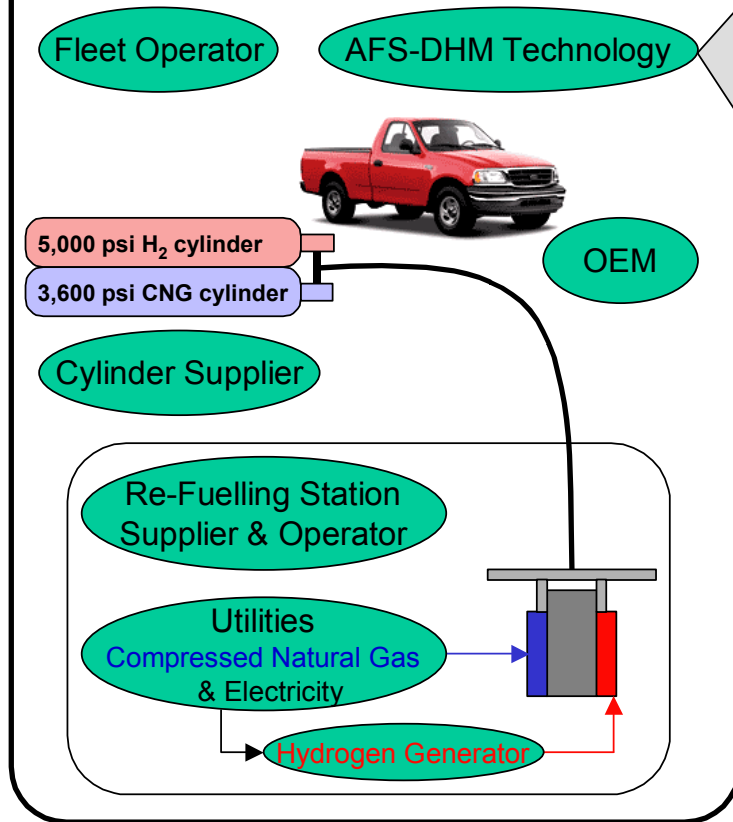 Fleet Operator
AFS-DHM Technology
5,000 psi H₂ cylinder
3,600 psi CNG cylinder
OEM
Cylinder Supplier
Re-Fuelling Station
Supplier & Operator
Utilities
Compressed Natural Gas
& Electricity
Hydrogen Generator